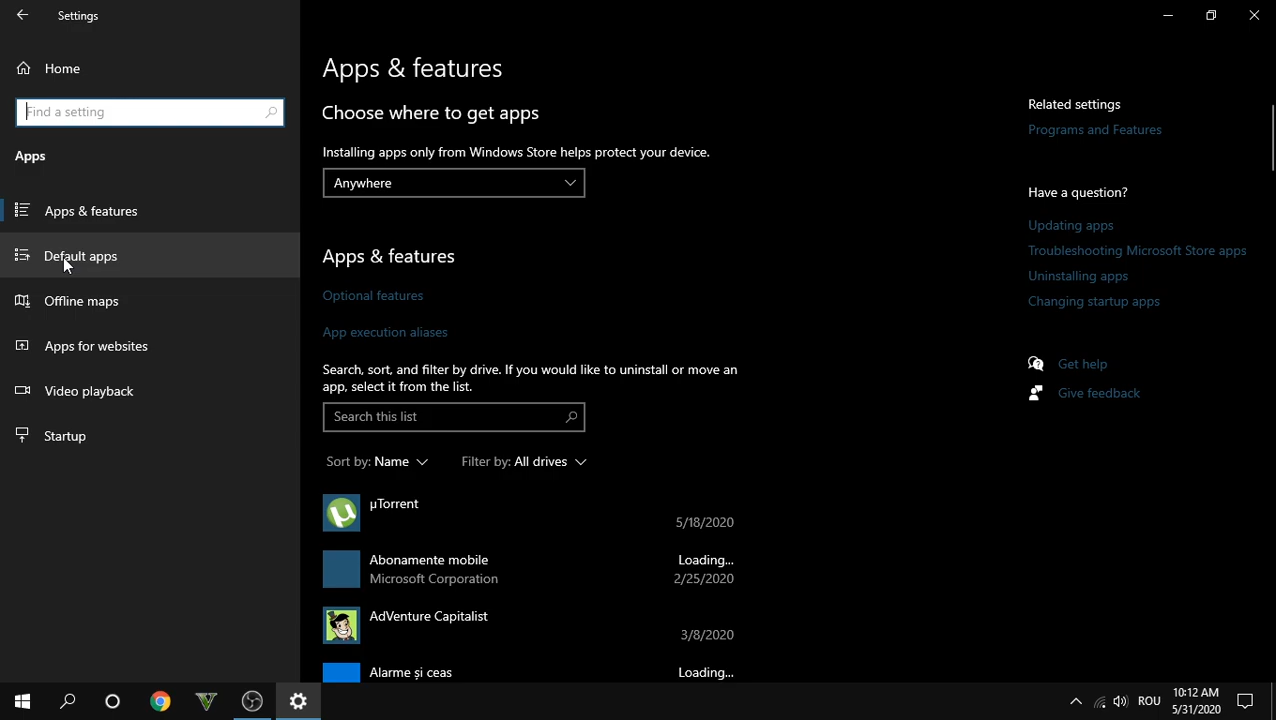 Settings
Home
Find a setting
Apps
Apps & features
Default apps
Offline maps
Apps for websites
Video playback
Startup
Apps & features
Choose where to get apps
Installing apps only from Windows Store helps protect your device.
Anywhere
Apps & features
Optional features
App execution aliases
Search, sort, and filter by drive. If you would like to uninstall or move an
app, select it from the list.
Search this list
Sort by: Name
Filter by: All drives
µTorrent
5/18/2020
Abonamente mobile
Loading...
Microsoft Corporation
2/25/2020
AdVenture Capitalist
3/8/2020
Alarme și ceas
Loading...
Related settings
Programs and Features
Have a question?
Updating apps
Troubleshooting Microsoft Store apps
Uninstalling apps
Changing startup apps
Get help
Give feedback
ROU
10:12 AM
5/31/2020